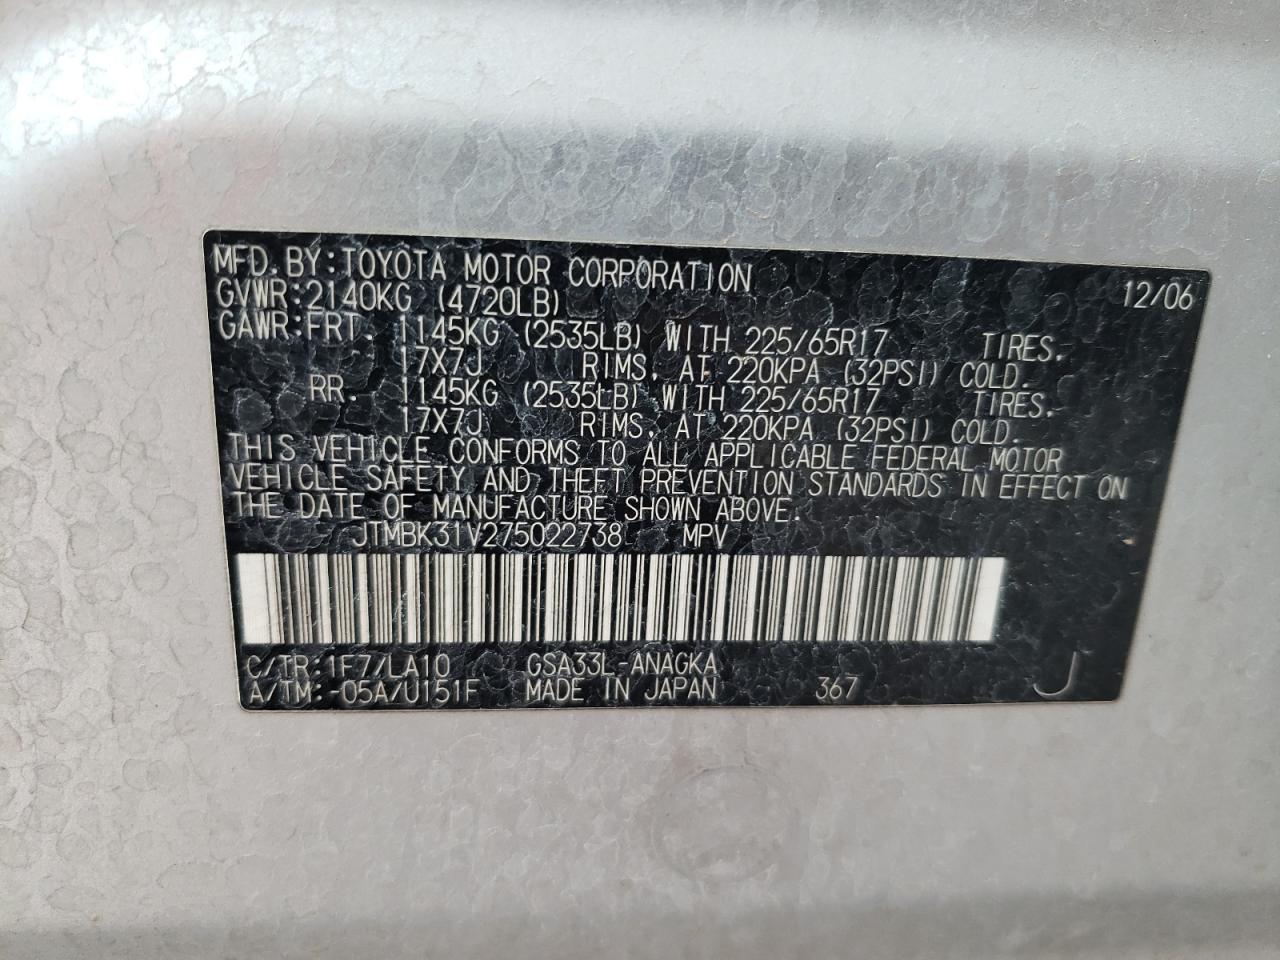 MFD. BY:TOYOTA MOTOR CORPORATION 12/06
GVWR:2140KG (4720LB)
GAWR:FRT. 1145KG (2535LB) WITH 225/65R17 TIRES.
17X7J RIMS, AT 220KPA (32PSI) COLD.
RR. 1145KG (2535LB) WITH 225/65R17 TIRES.
17X7J RIMS, AT 220KPA (32PSI) COLD.
THIS VEHICLE CONFORMS TO ALL APPLICABLE FEDERAL MOTOR
VEHICLE SAFETY AND THEFT PREVENTION STANDARDS IN EFFECT ON
THE DATE OF MANUFACTURE SHOWN ABOVE.
JTMBK31V275022738 MPV
C/TR:1F7/LA10 GSA33L-ANAGKA
A/TM:-05A/U151F MADE IN JAPAN 367 J